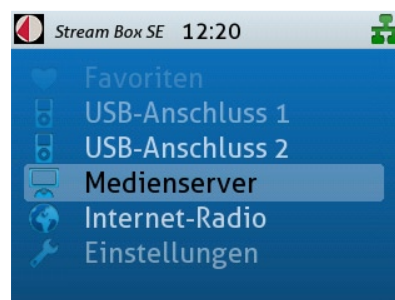 Stream Box SE 12:20
Favoriten
USB-Anschluss 1
USB-Anschluss 2
Medienserver
Internet-Radio
Einstellungen